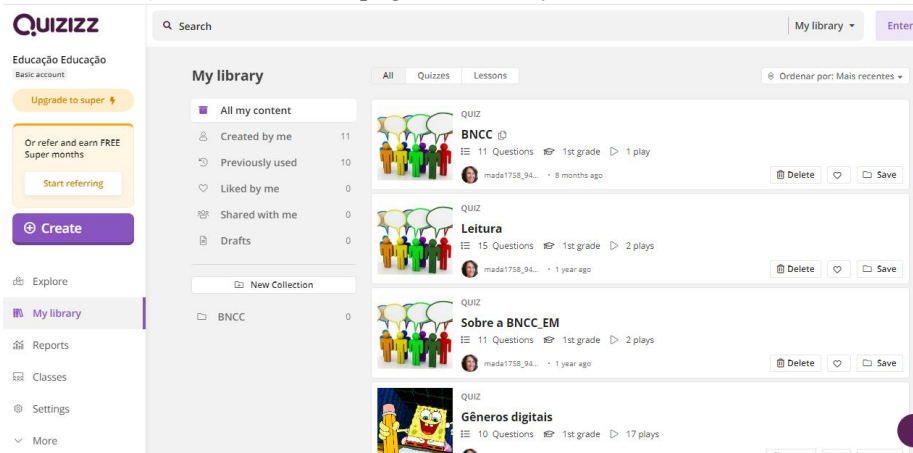 QUIZIZZ
Search
My library
Enter
Educação Educação
Basic account
Upgrade to super
Or refer and earn FREE
Super months
Start referring
Create
Explore
My library
Reports
Classes
Settings
More
My library
All my content
Created by me 11
Previously used 10
Liked by me 0
Shared with me 0
Drafts 0
New Collection
BNCC 0
All Quizzes Lessons
Ordenar por: Mais recentes
QUIZ
BNCC
11 Questions 1st grade 1 play
mada1758_94... • 8 months ago
Delete Save
QUIZ
Leitura
15 Questions 1st grade 2 plays
mada1758_94... • 1 year ago
Delete Save
QUIZ
Sobre a BNCC_EM
11 Questions 1st grade 2 plays
mada1758_94... • 1 year ago
Delete Save
QUIZ
Gêneros digitais
10 Questions 1st grade 17 plays